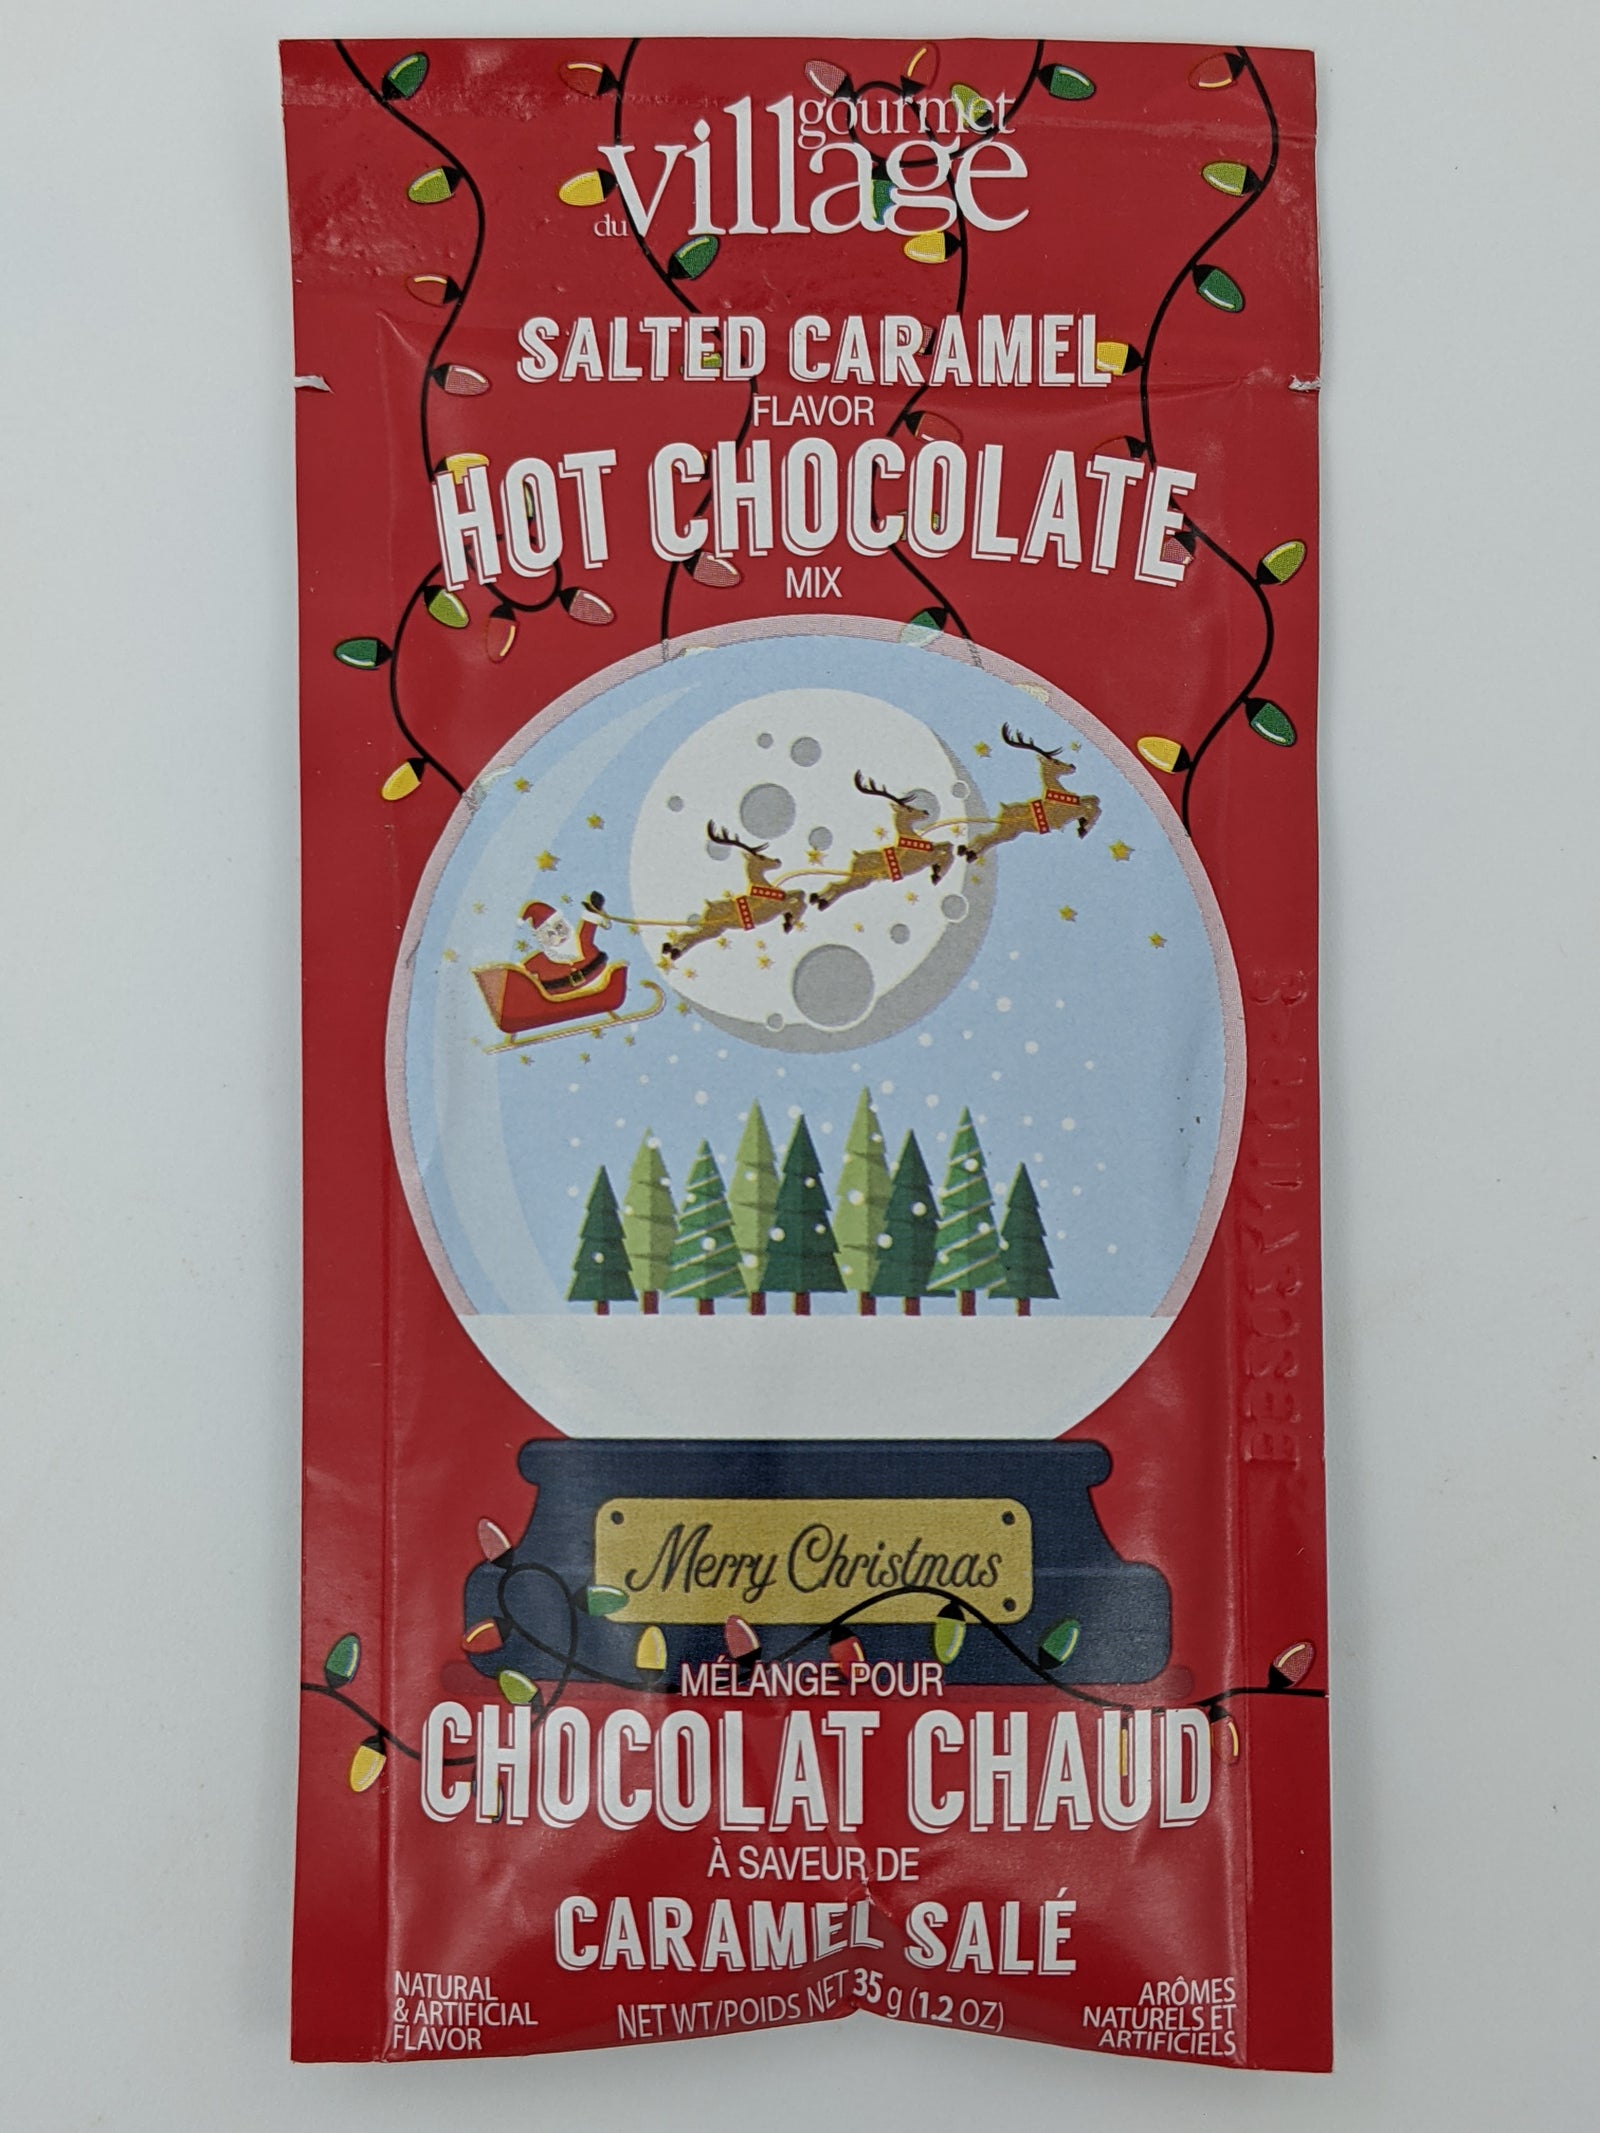 gourmet
du village
SALTED CARAMEL
FLAVOR
HOT CHOCOLATE
MIX
Merry Christmas
MÉLANGE POUR
CHOCOLAT CHAUD
À SAVEUR DE
CARAMEL SALÉ
NATURAL
& ARTIFICIAL
FLAVOR
NET WT/POIDS NET 35 g (1.2 OZ)
ARÔMES
NATURELS ET
ARTIFICIELS